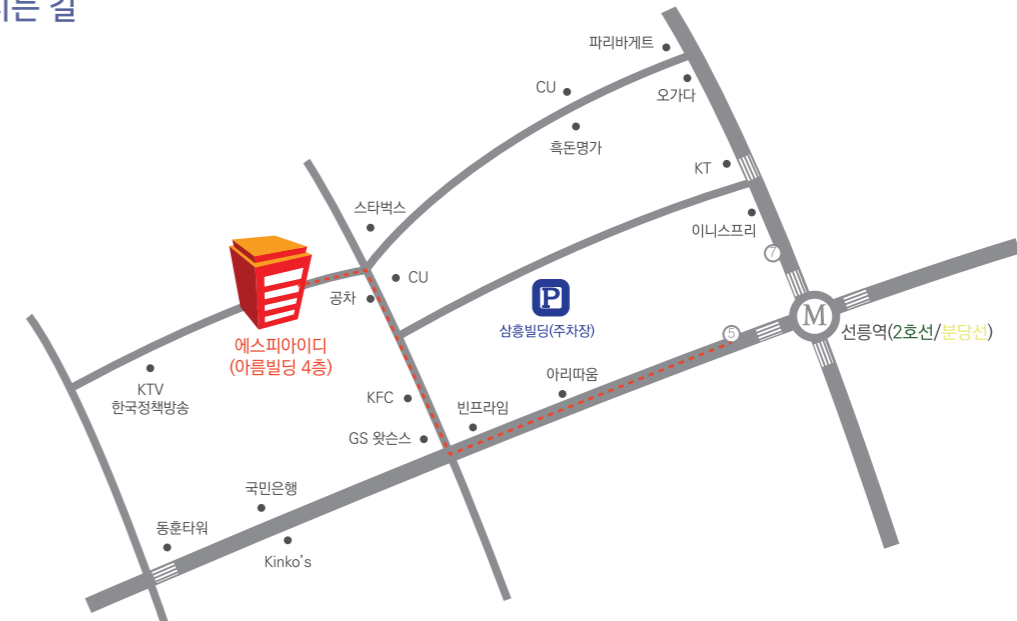 는 길
파리바게트
CU
오가다
흑돈명가
KT
스타벅스
이니스프리
7
CU
공차
P
삼흥빌딩(주차장)
M
5
선릉역(2호선/분당선)
에스피아이디
(아름빌딩 4층)
아리따움
KTV
한국정책방송
KFC
빈프라임
GS 왓슨스
국민은행
동훈타워
Kinko's